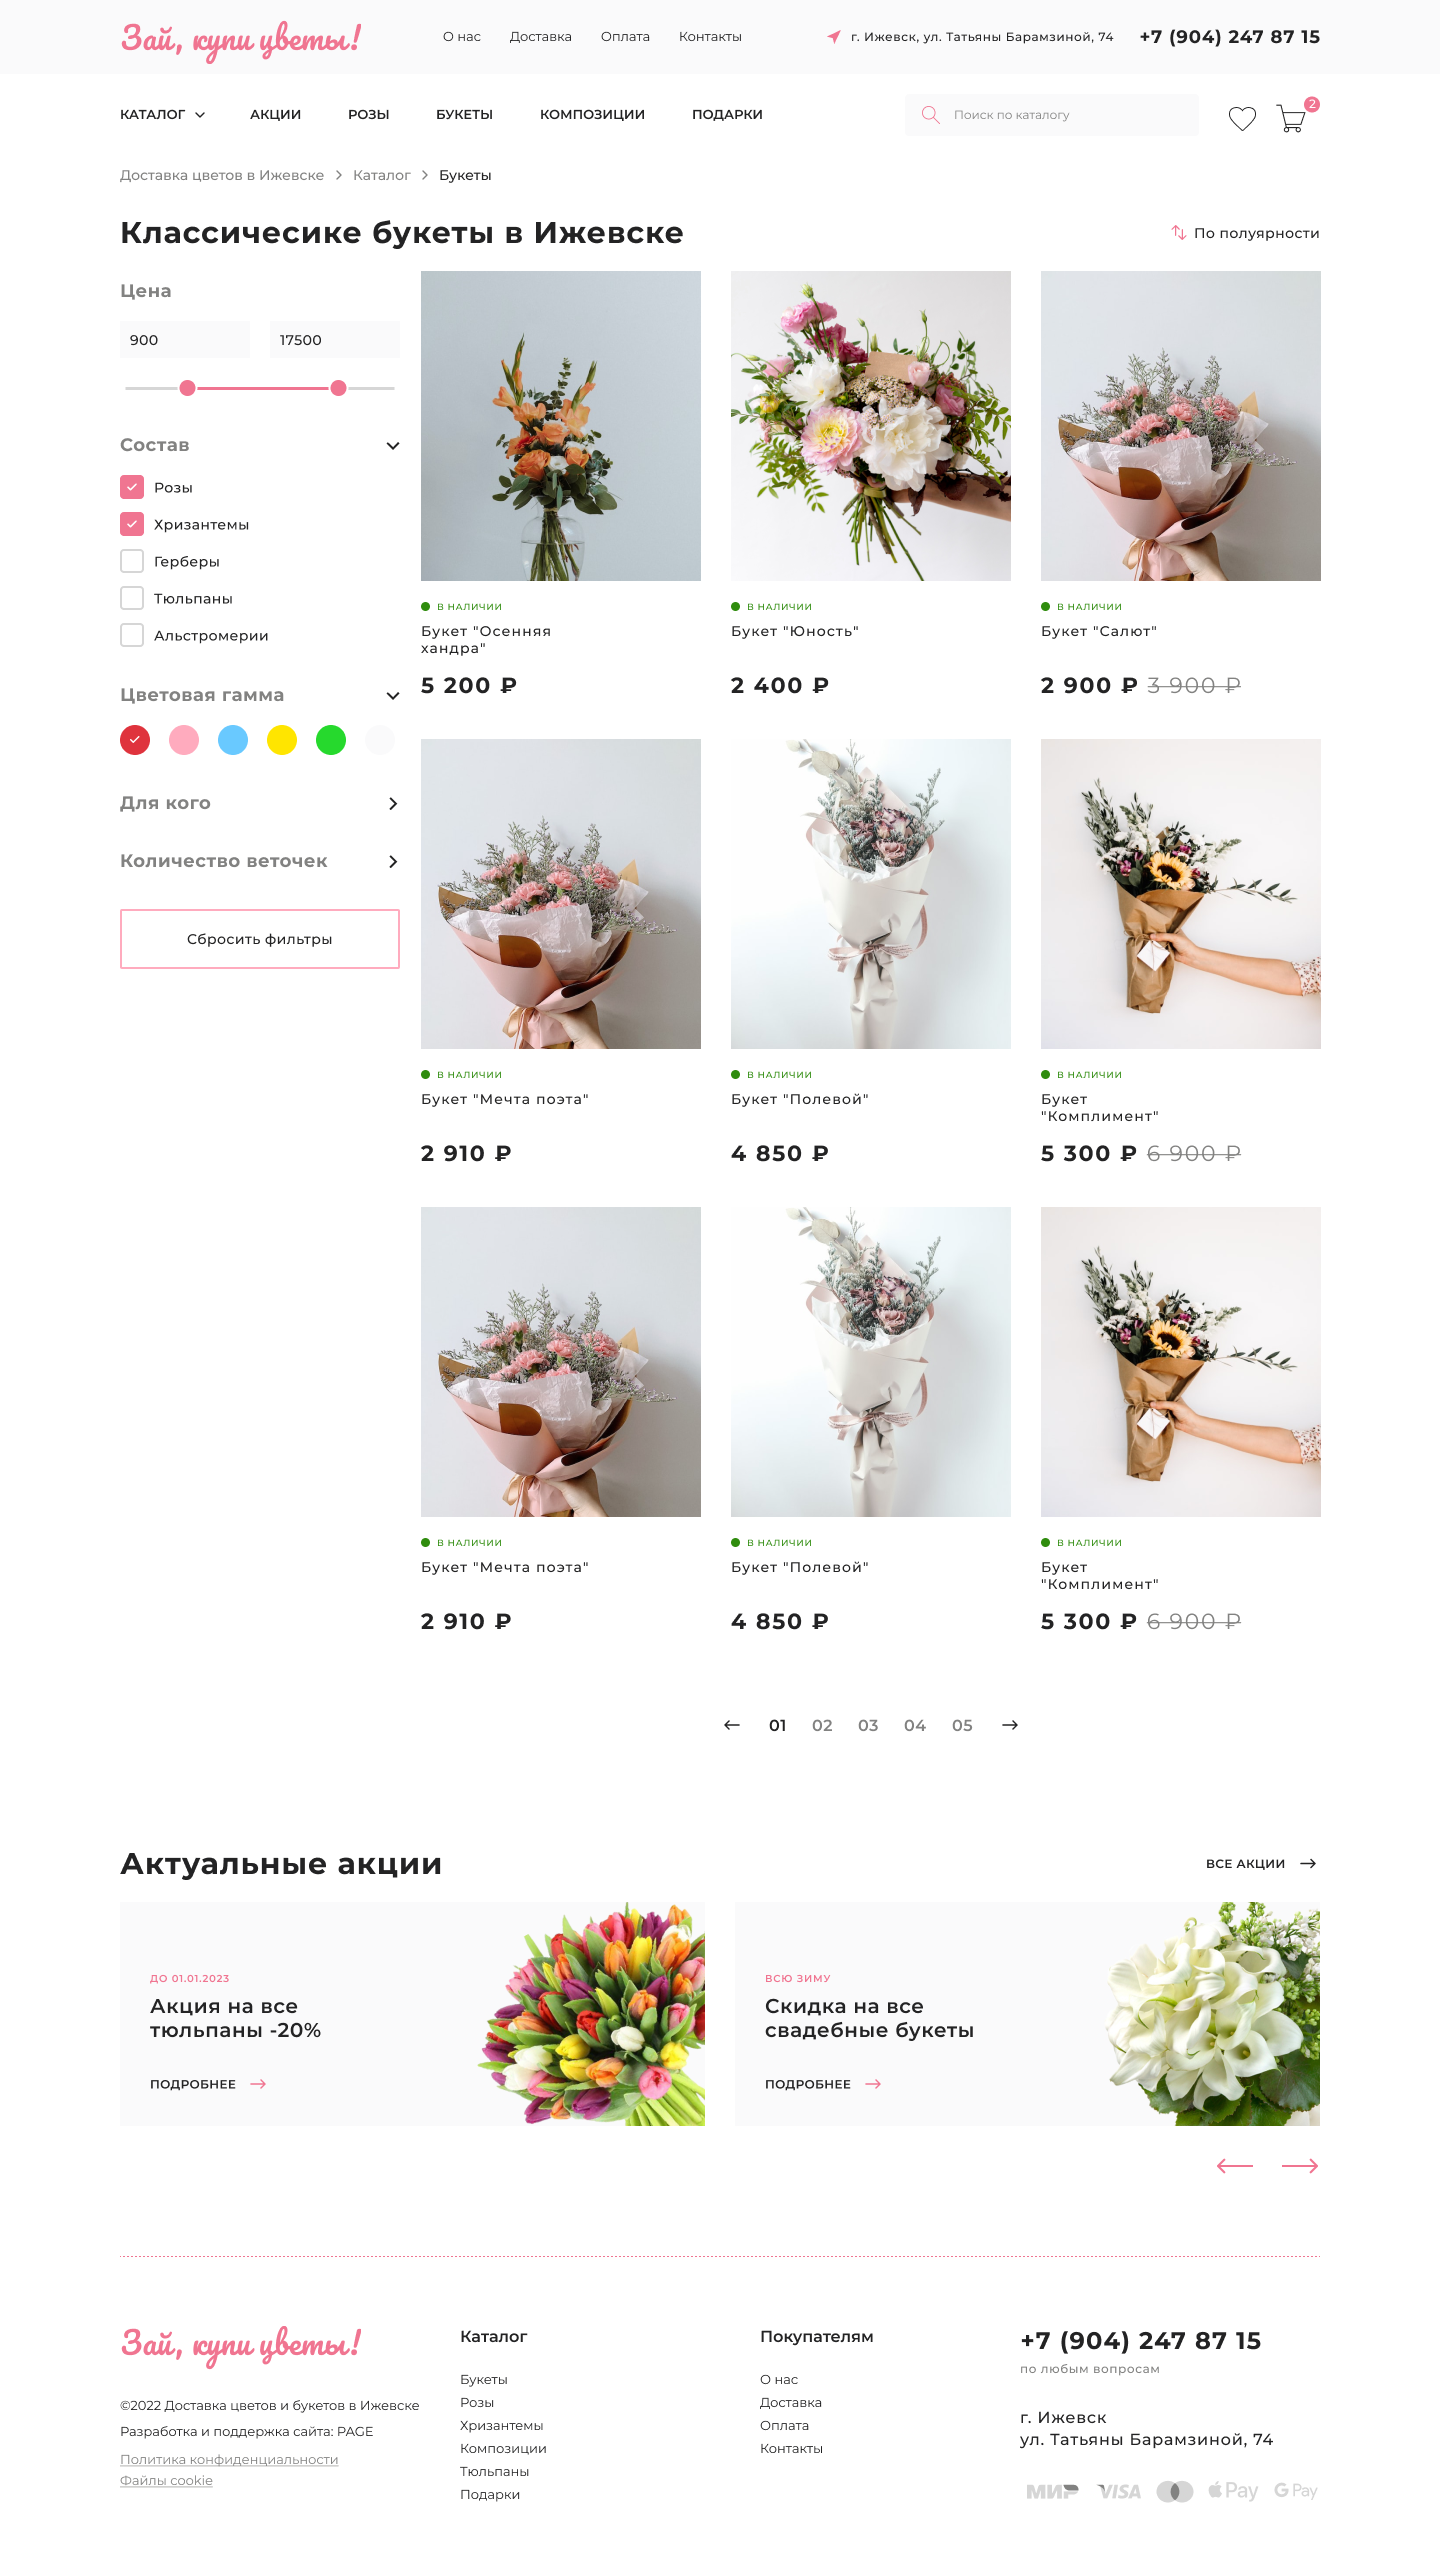 Зай, купи цветы!
О нас
Доставка
Оплата
Контакты
г. Ижевск, ул. Татьяны Барамзиной, 74
+7 (904) 247 87 15
КАТАЛОГ
АКЦИИ
РОЗЫ
БУКЕТЫ
КОМПОЗИЦИИ
ПОДАРКИ
Поиск по каталогу
2
Доставка цветов в Ижевске
Каталог
Букеты
Классичесике букеты в Ижевске
По полуярности
Цена
900
17500
Состав
Розы
Хризантемы
Герберы
Тюльпаны
Альстромерии
Цветовая гамма
Для кого
Количество веточек
Сбросить фильтры
В НАЛИЧИИ
Букет "Осенняя
хандра"
5 200 ₽
В НАЛИЧИИ
Букет "Юность"
2 400 ₽
В НАЛИЧИИ
Букет "Салют"
2 900 ₽ 3 900 ₽
В НАЛИЧИИ
Букет "Мечта поэта"
2 910 ₽
В НАЛИЧИИ
Букет "Полевой"
4 850 ₽
В НАЛИЧИИ
Букет
"Комплимент"
5 300 ₽ 6 900 ₽
В НАЛИЧИИ
Букет "Мечта поэта"
2 910 ₽
В НАЛИЧИИ
Букет "Полевой"
4 850 ₽
В НАЛИЧИИ
Букет
"Комплимент"
5 300 ₽ 6 900 ₽
01 02 03 04 05
Актуальные акции
ВСЕ АКЦИИ
ДО 01.01.2023
Акция на все
тюльпаны -20%
ПОДРОБНЕЕ
ВСЮ ЗИМУ
Скидка на все
свадебные букеты
ПОДРОБНЕЕ
Зай, купи цветы!
©2022 Доставка цветов и букетов в Ижевске
Разработка и поддержка сайта: PAGE
Политика конфиденциальности
Файлы cookie
Каталог
Букеты
Розы
Хризантемы
Композиции
Тюльпаны
Подарки
Покупателям
О нас
Доставка
Оплата
Контакты
+7 (904) 247 87 15
по любым вопросам
г. Ижевск
ул. Татьяны Барамзиной, 74
МИР VISA Pay G Pay